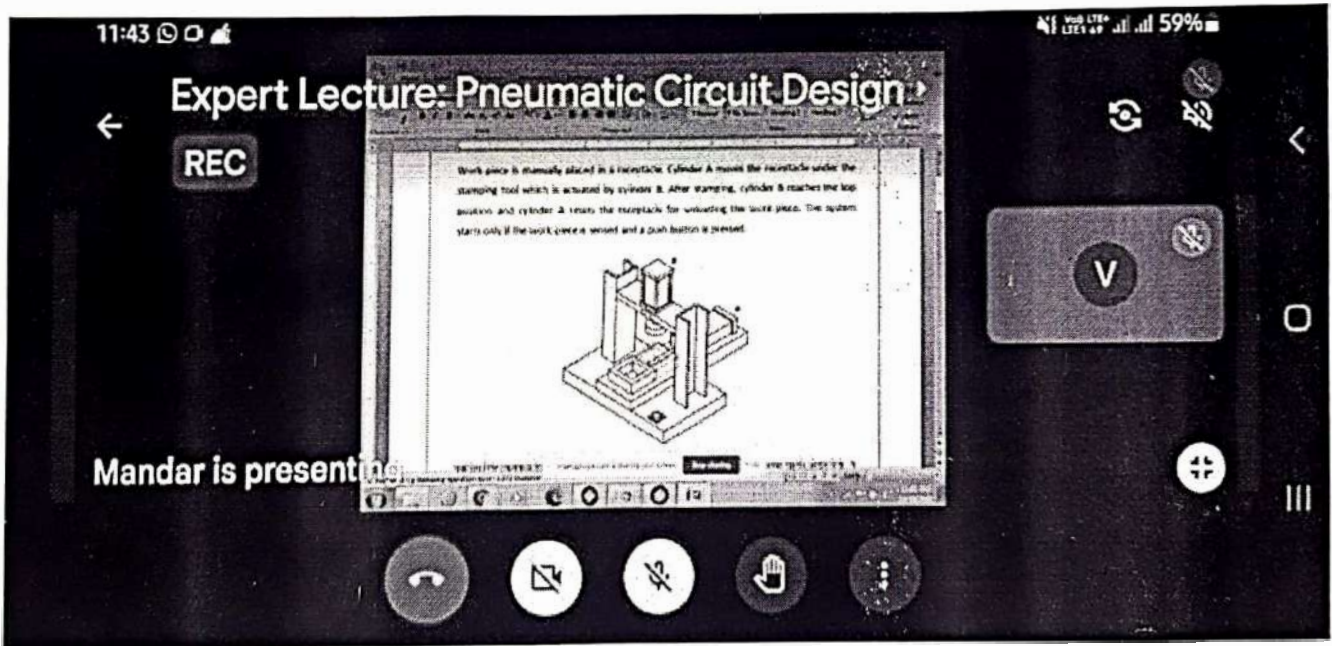 11:43
59%
Expert Lecture: Pneumatic Circuit Design
REC
Work piece is manually placed in a receptacle. Cylinder A moves the receptacle under the
stamping tool which is actuated by cylinder B. After stamping, cylinder B reaches the top
position and cylinder A resets the receptacle for unloading the work piece. The system
starts only if the work-piece is sensed and a push button is pressed.
V
Mandar is presenting
Stop sharing